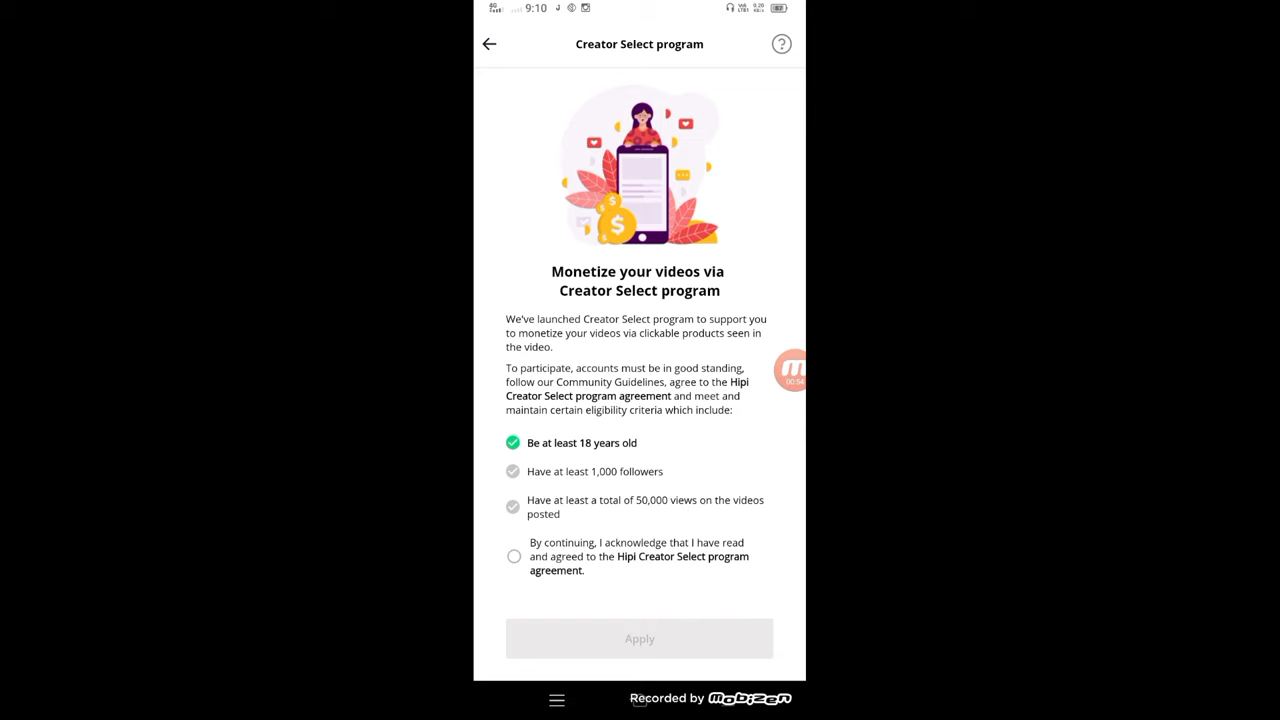 4G 9:10
Creator Select program ?
Monetize your videos via
Creator Select program
We've launched Creator Select program to support you
to monetize your videos via clickable products seen in
the video.
To participate, accounts must be in good standing,
follow our Community Guidelines, agree to the Hipi
Creator Select program agreement and meet and
maintain certain eligibility criteria which include:
00:54
Be at least 18 years old
Have at least 1,000 followers
Have at least a total of 50,000 views on the videos
posted
By continuing, I acknowledge that I have read
and agreed to the Hipi Creator Select program
agreement.
Apply
Recorded by mobizen